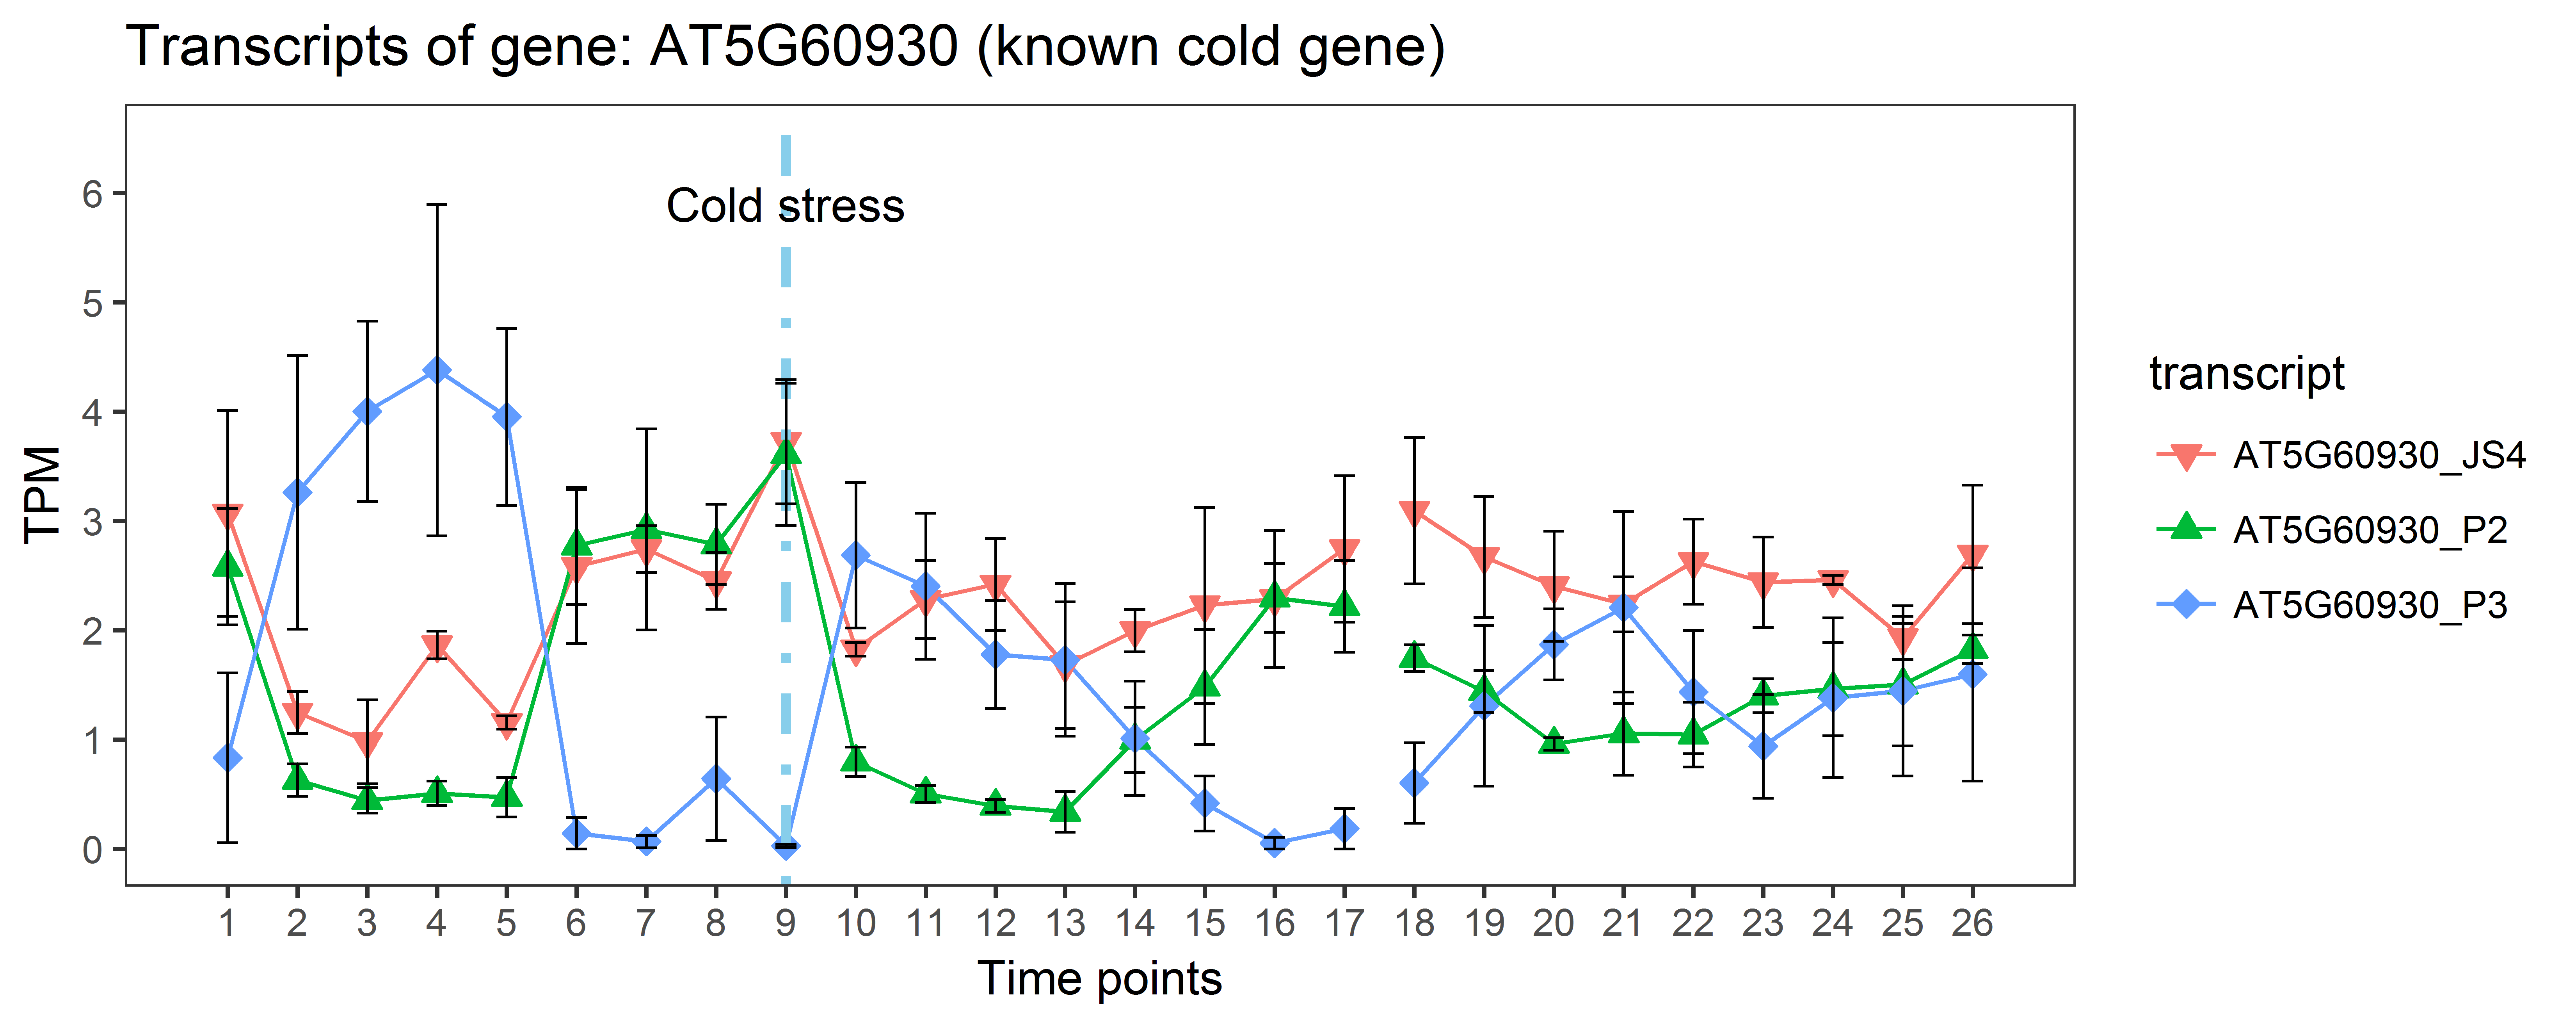 Transcripts of gene: AT5G60930 (known cold gene)
6
5
4
3
2
1
0
TPM
Cold stress
1 2 3 4 5 6 7 8 9 10 11 12 13 14 15 16 17 18 19 20 21 22 23 24 25 26
Time points
transcript
AT5G60930_JS4
AT5G60930_P2
AT5G60930_P3